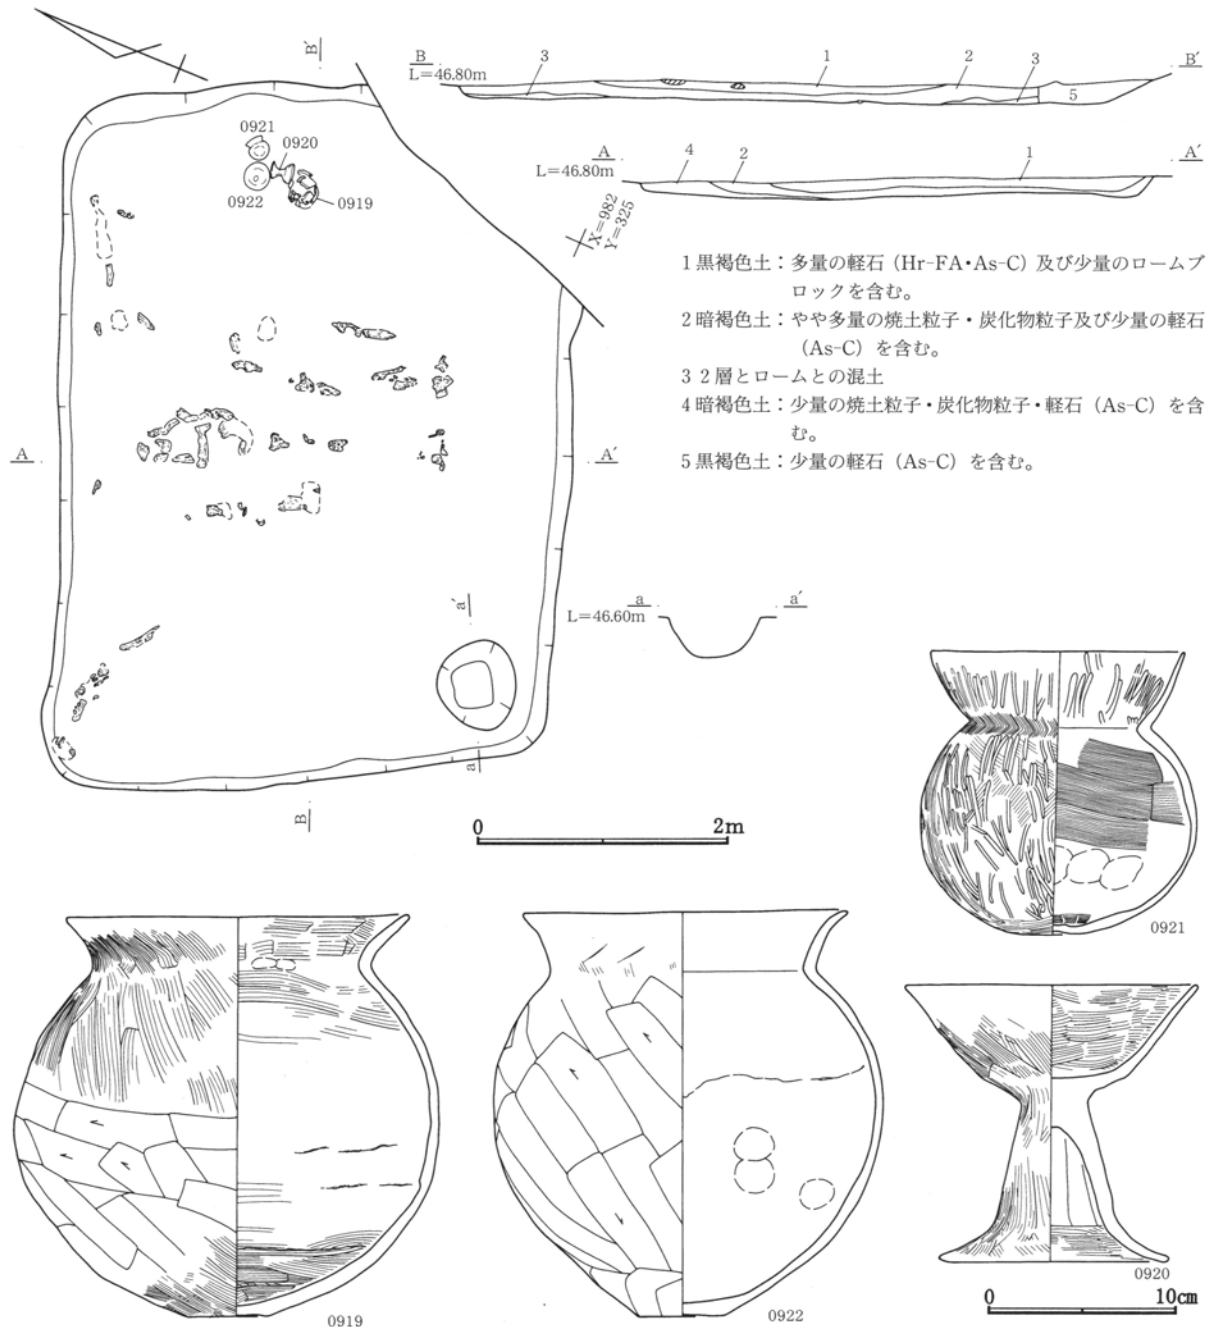 B′
0921
0920
0922
0919
A
A′
a′
a
B
X=982
Y=325
B
L=46.80m
3
1
2
3
5
B′
A
L=46.80m
4
2
1
A′
1 黒褐色土：多量の軽石（Hr-FA・As-C）及び少量のロームブ
ロックを含む。
2 暗褐色土：やや多量の焼土粒子・炭化物粒子及び少量の軽石
（As-C）を含む。
3 2層とロームとの混土
4 暗褐色土：少量の焼土粒子・炭化物粒子・軽石（As-C）を含
む。
5 黒褐色土：少量の軽石（As-C）を含む。
a
L=46.60m
a′
0
2m
0921
0919
0922
0920
0
10cm